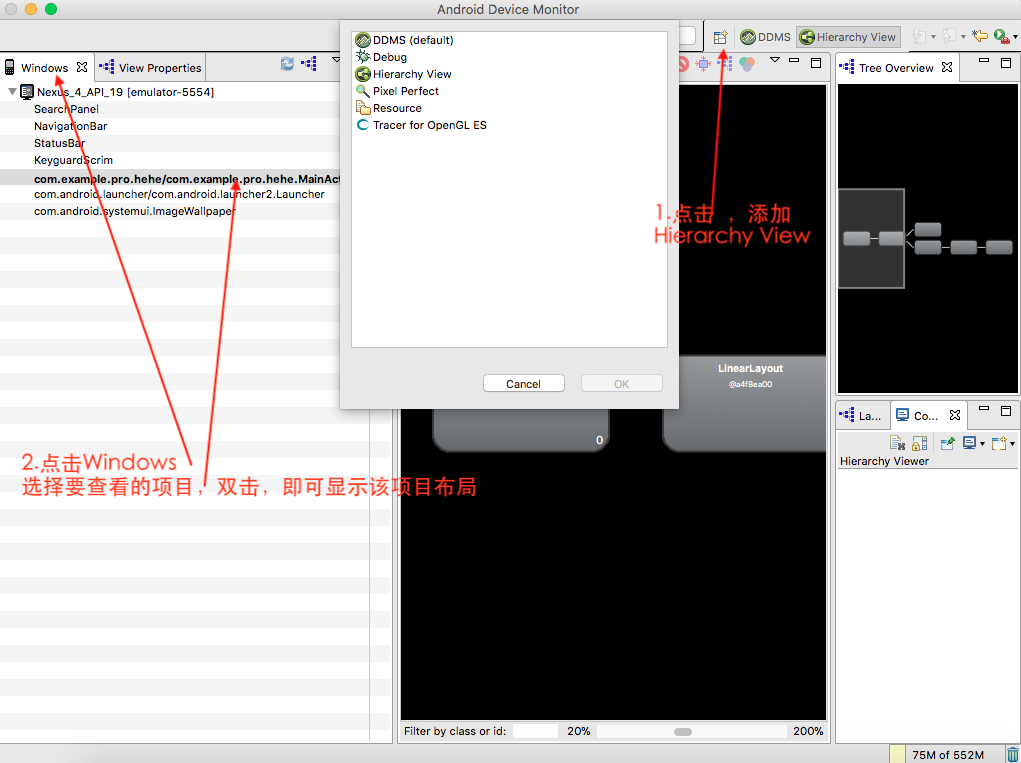 Android Device Monitor
DDMS (default)
Debug
Hierarchy View
Pixel Perfect
Resource
Tracer for OpenGL ES
Cancel
OK
DDMS
Hierarchy View
Windows
View Properties
Nexus_4_API_19 [emulator-5554]
SearchPanel
NavigationBar
StatusBar
KeyguardScrim
com.example.pro.hehe/com.example.pro.hehe.MainAct
com.android.launcher/com.android.launcher2.Launcher
com.android.systemui.ImageWallpaper
1.点击 ，添加
Hierarchy View
2.点击Windows
选择要查看的项目，双击，即可显示该项目布局
0
LinearLayout
@a4f8ea00
Filter by class or id:
20%
200%
Tree Overview
La...
Co...
Hierarchy Viewer
75M of 552M